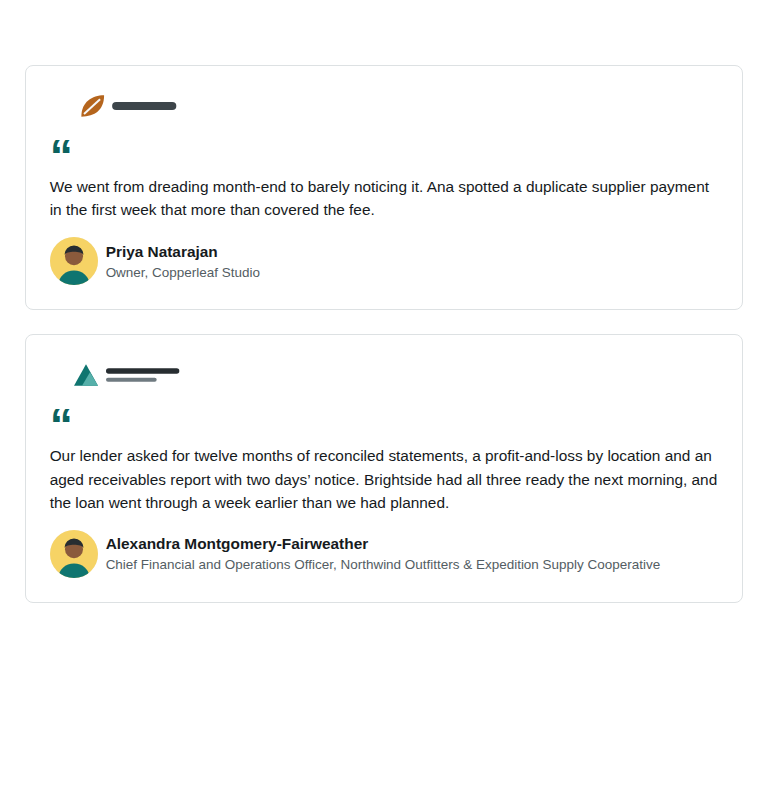 “
We went from dreading month-end to barely noticing it. Ana spotted a duplicate supplier payment
in the first week that more than covered the fee.
Priya Natarajan
Owner, Copperleaf Studio
“
Our lender asked for twelve months of reconciled statements, a profit-and-loss by location and an
aged receivables report with two days’ notice. Brightside had all three ready the next morning, and
the loan went through a week earlier than we had planned.
Alexandra Montgomery-Fairweather
Chief Financial and Operations Officer, Northwind Outfitters & Expedition Supply Cooperative